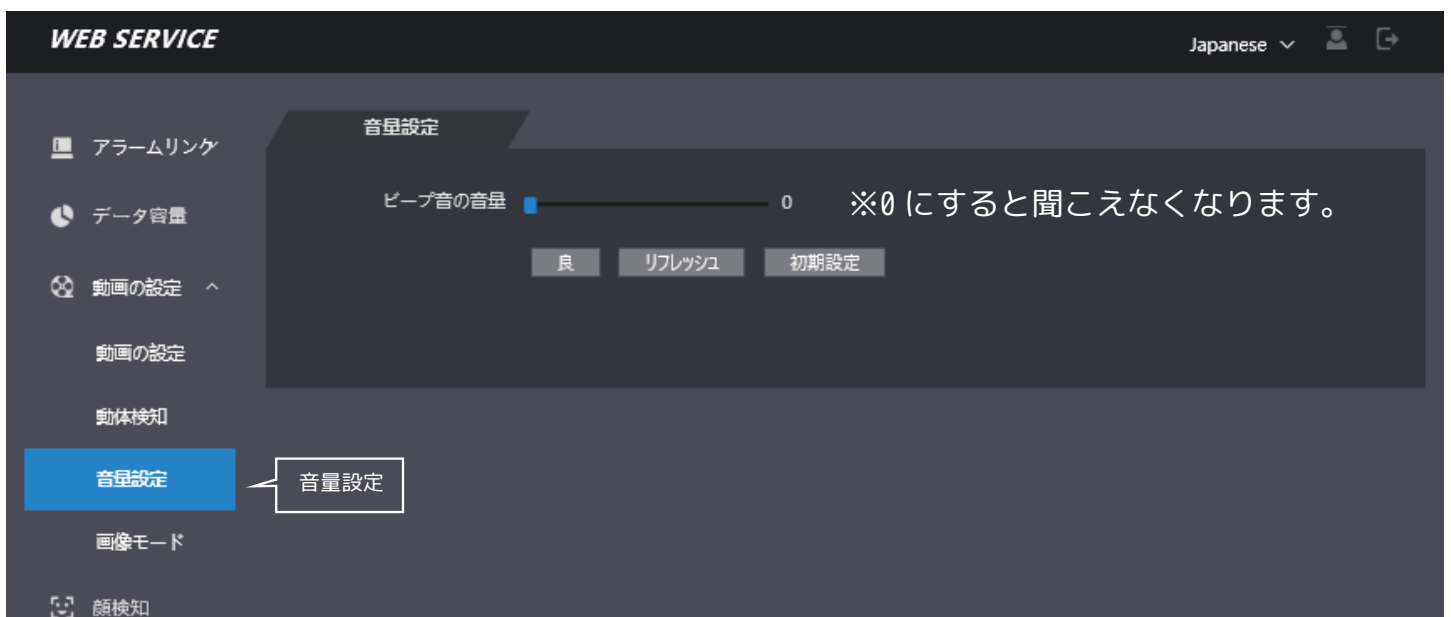 WEB SERVICE
Japanese
アラームリンケ
音量設定
データ容量
ビープ音の音量
0
※0 にすると聞こえなくなります。
良
リフレッシュ
初期設定
動画の設定
動画の設定
動体検知
音量設定
音量設定
画像モード
顔検知